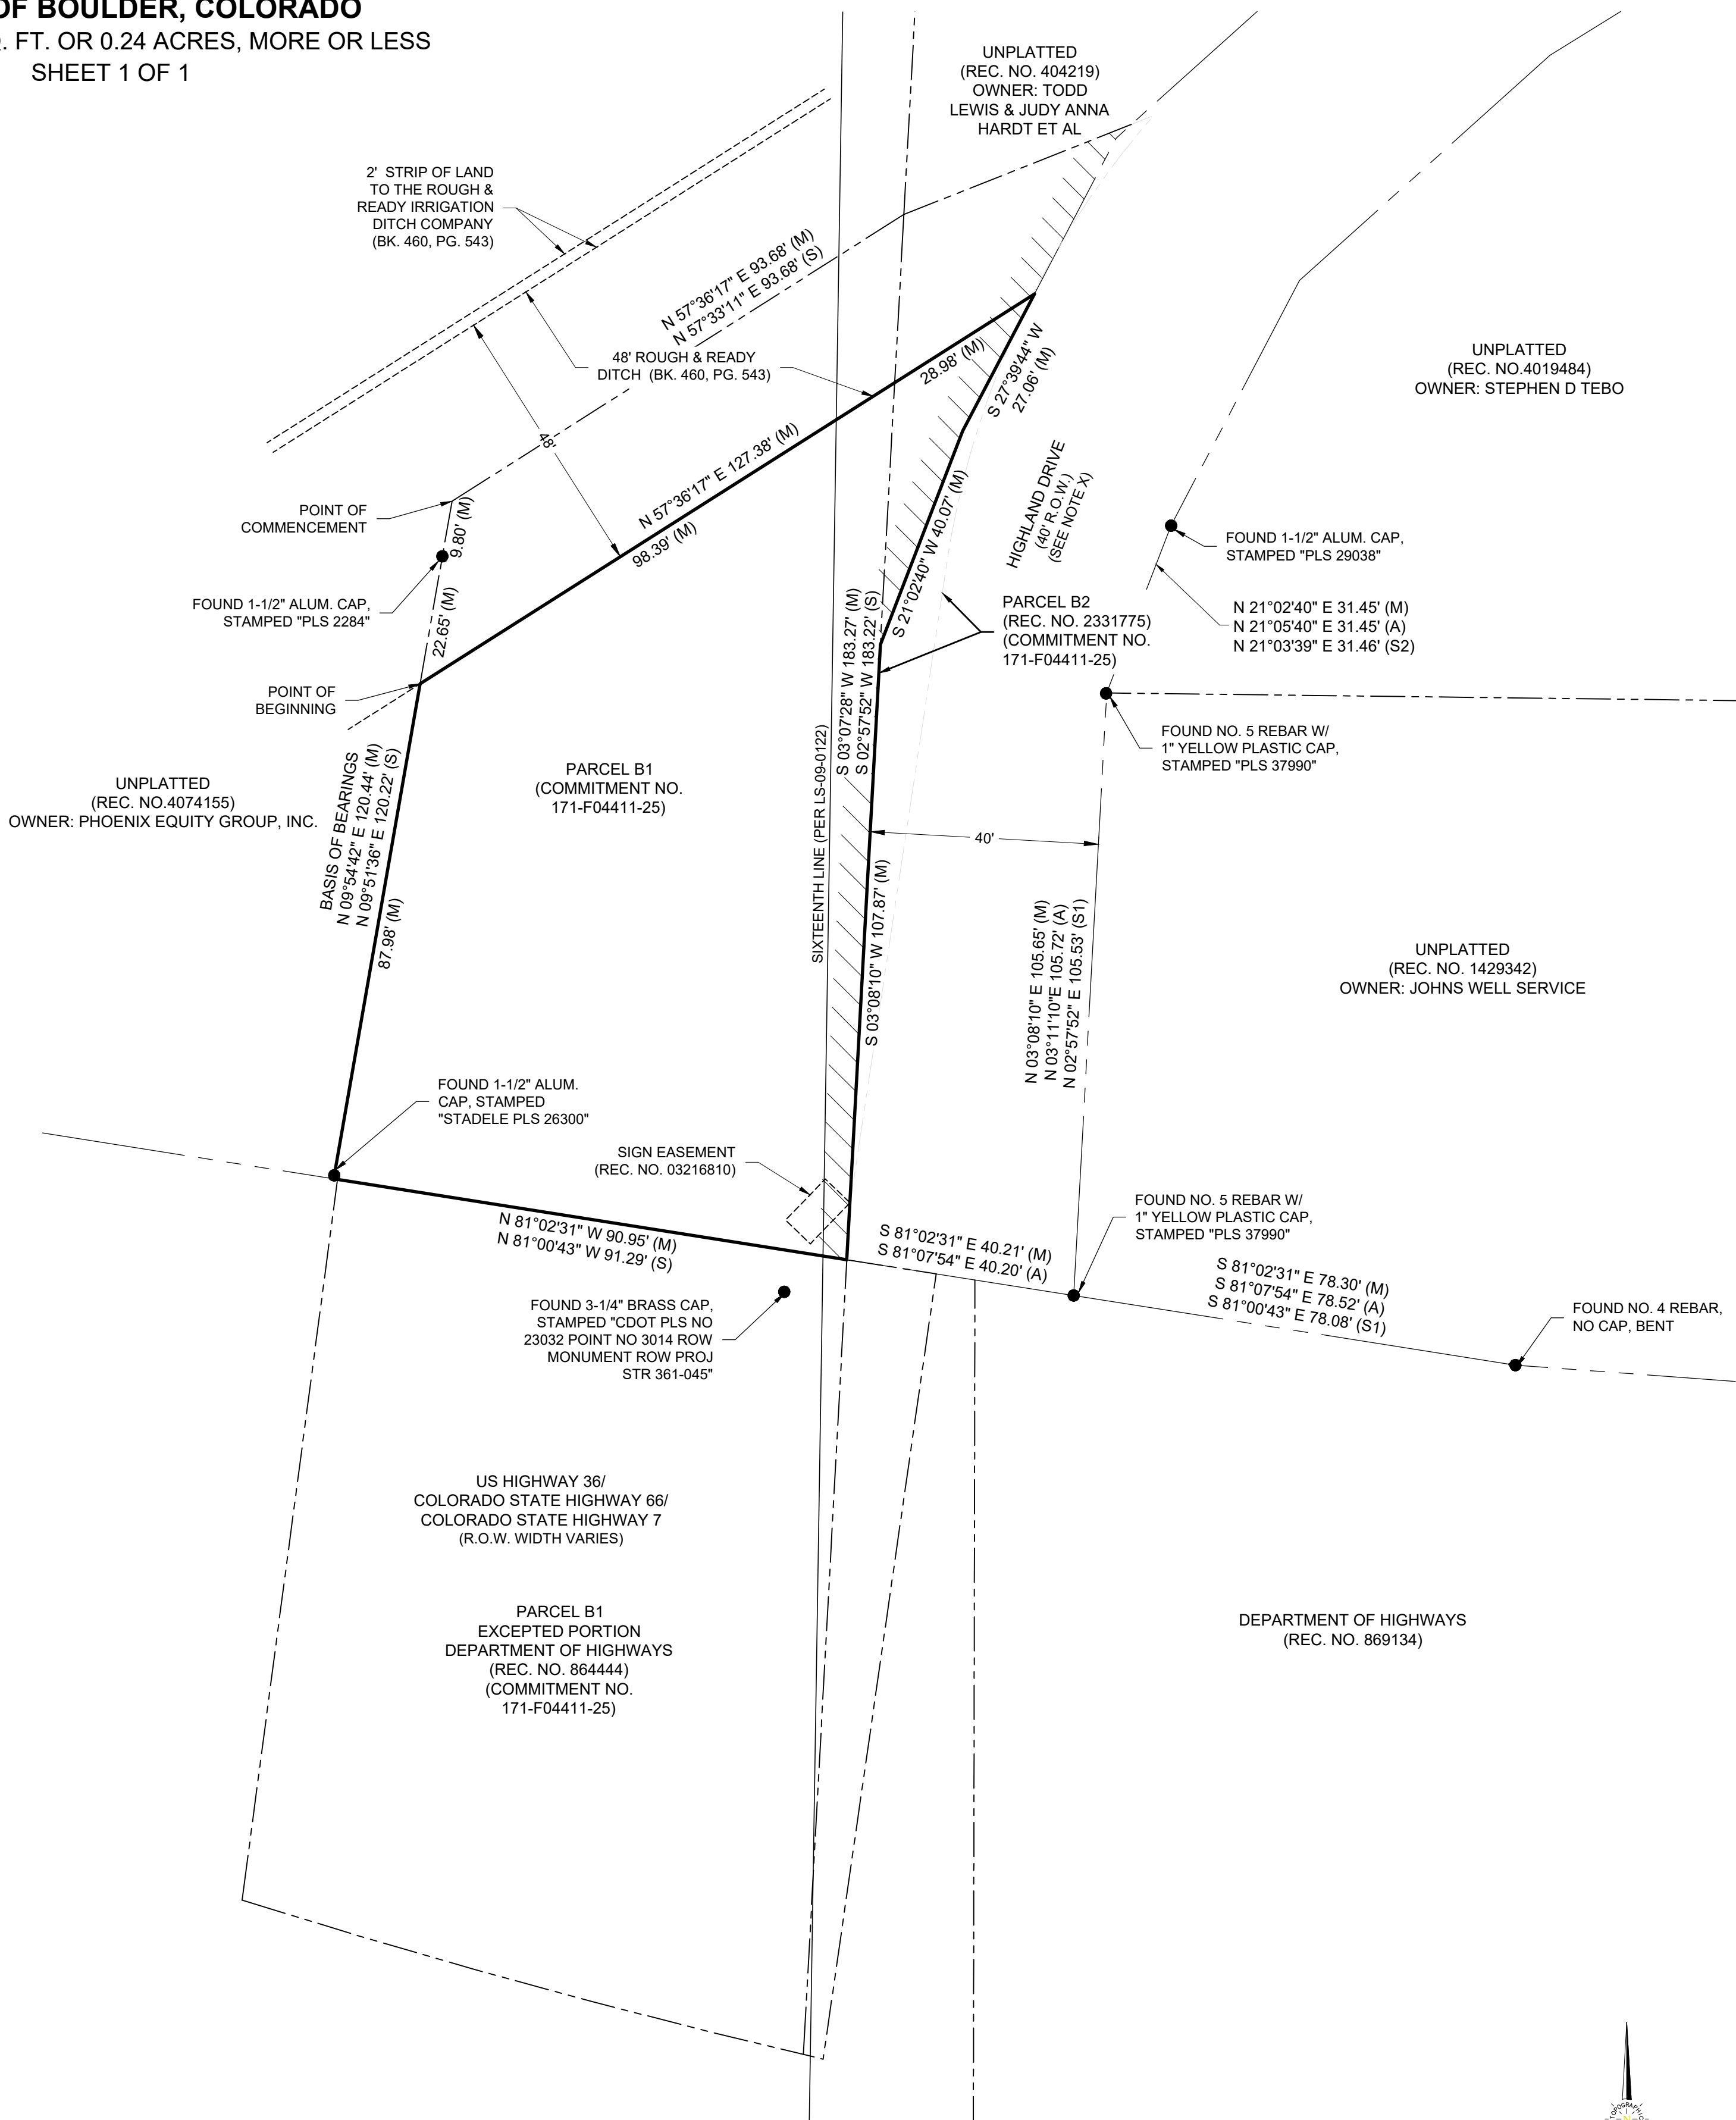 OF BOULDER, COLORADO
. FT. OR 0.24 ACRES, MORE OR LESS
SHEET 1 OF 1
UNPLATTED
(REC. NO. 404219)
OWNER: TODD
LEWIS & JUDY ANNA
HARDT ET AL
2' STRIP OF LAND
TO THE ROUGH &
READY IRRIGATION
DITCH COMPANY
(BK. 460, PG. 543)
N 57°36'17" E 93.68' (M)
N 57°33'11" E 93.68' (S)
48' ROUGH & READY
DITCH (BK. 460, PG. 543)
28.98' (M)
S 27°39'44" W
27.06' (M)
UNPLATTED
(REC. NO.4019484)
OWNER: STEPHEN D TEBO
48'
N 57°36'17" E 127.38' (M)
98.39' (M)
POINT OF
COMMENCEMENT
9.80' (M)
HIGHLAND DRIVE
(40' R.O.W.)
(SEE NOTE X)
S 21°02'40" W 40.07' (M)
FOUND 1-1/2" ALUM. CAP,
STAMPED "PLS 29038"
FOUND 1-1/2" ALUM. CAP,
STAMPED "PLS 2284"
22.65' (M)
PARCEL B2
(REC. NO. 2331775)
(COMMITMENT NO.
171-F04411-25)
N 21°02'40" E 31.45' (M)
N 21°05'40" E 31.45' (A)
N 21°03'39" E 31.46' (S2)
S 03°07'28" W 183.27' (M)
S 02°57'52" W 183.22' (S)
POINT OF
BEGINNING
FOUND NO. 5 REBAR W/
1" YELLOW PLASTIC CAP,
STAMPED "PLS 37990"
SIXTEENTH LINE (PER LS-09-0122)
UNPLATTED
(REC. NO.4074155)
OWNER: PHOENIX EQUITY GROUP, INC.
BASIS OF BEARINGS
N 09°54'42" E 120.44' (M)
N 09°51'36" E 120.22' (S)
87.98' (M)
PARCEL B1
(COMMITMENT NO.
171-F04411-25)
40'
S 03°08'10" W 107.87' (M)
N 03°08'10" E 105.65' (M)
N 03°11'10"E 105.72' (A)
N 02°57'52" E 105.53' (S1)
UNPLATTED
(REC. NO. 1429342)
OWNER: JOHNS WELL SERVICE
FOUND 1-1/2" ALUM.
CAP, STAMPED
"STADELE PLS 26300"
SIGN EASEMENT
(REC. NO. 03216810)
N 81°02'31" W 90.95' (M)
N 81°00'43" W 91.29' (S)
S 81°02'31" E 40.21' (M)
S 81°07'54" E 40.20' (A)
FOUND NO. 5 REBAR W/
1" YELLOW PLASTIC CAP,
STAMPED "PLS 37990"
S 81°02'31" E 78.30' (M)
S 81°07'54" E 78.52' (A)
S 81°00'43" E 78.08' (S1)
FOUND NO. 4 REBAR,
NO CAP, BENT
FOUND 3-1/4" BRASS CAP,
STAMPED "CDOT PLS NO
23032 POINT NO 3014 ROW
MONUMENT ROW PROJ
STR 361-045"
US HIGHWAY 36/
COLORADO STATE HIGHWAY 66/
COLORADO STATE HIGHWAY 7
(R.O.W. WIDTH VARIES)
PARCEL B1
EXCEPTED PORTION
DEPARTMENT OF HIGHWAYS
(REC. NO. 864444)
(COMMITMENT NO.
171-F04411-25)
DEPARTMENT OF HIGHWAYS
(REC. NO. 869134)